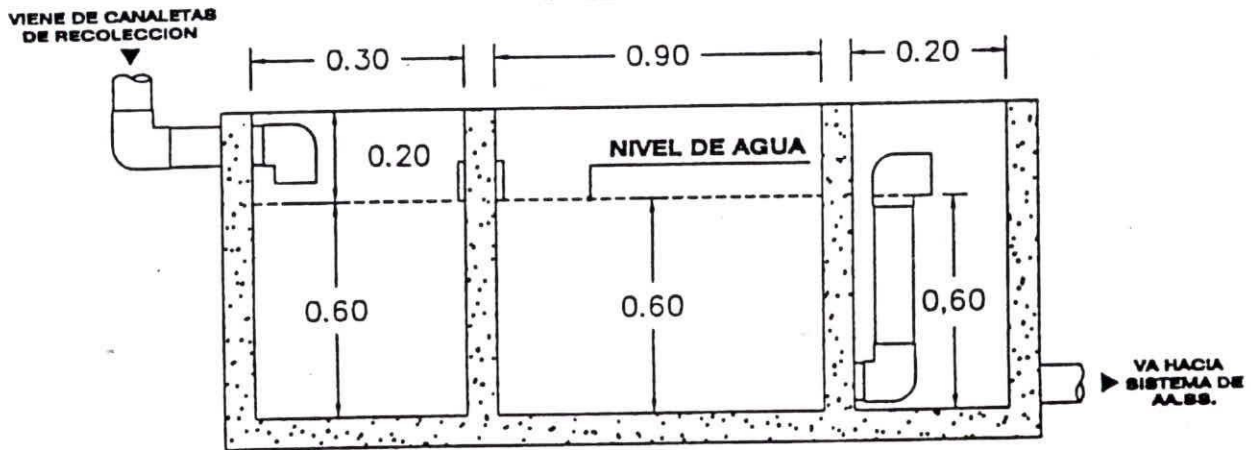 VIENE DE CANALETAS
DE RECOLECCION
0.30
0.90
0.20
0.20
NIVEL DE AGUA
0.60
0.60
0,60
VA HACIA
SISTEMA DE
AA.SS.